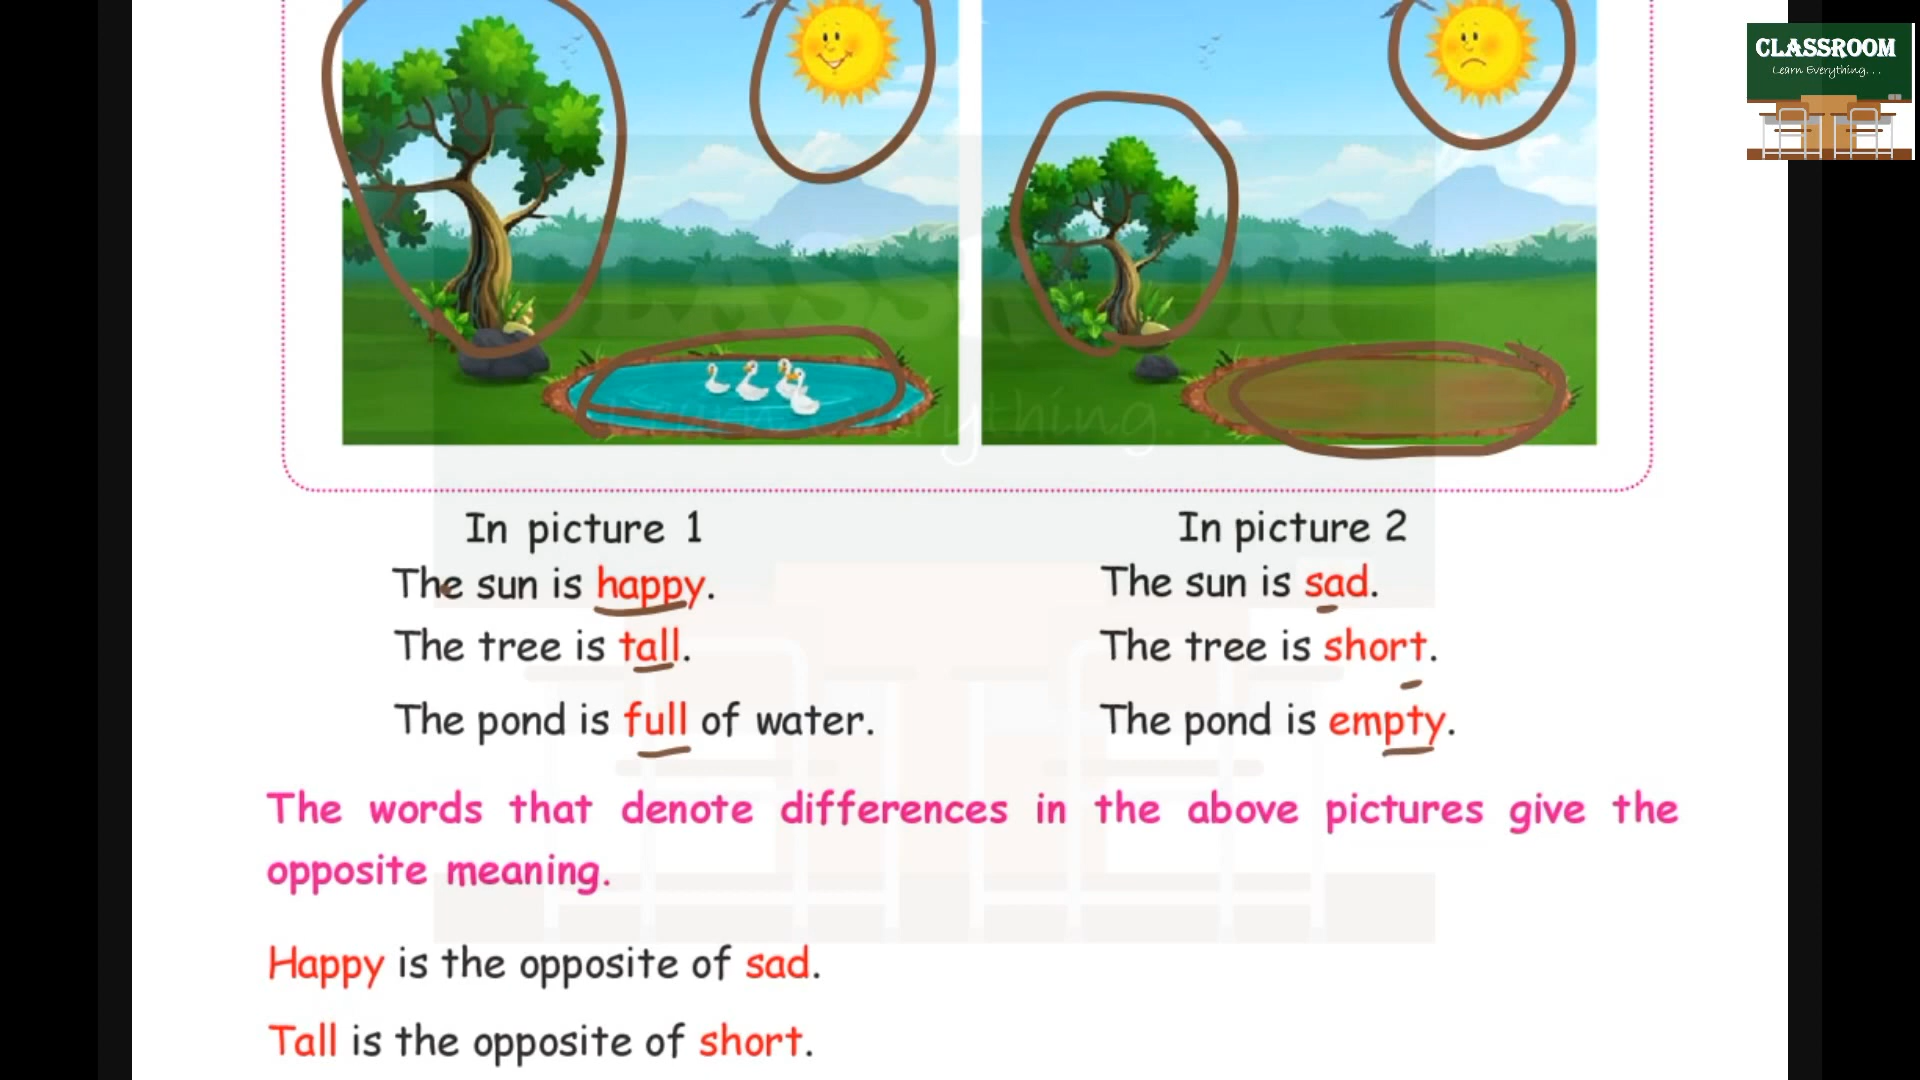 CLASSROOM
Learn Everything. . .
CLASSROOM
Learn Everything. . .
In picture 1
The sun is happy.
The tree is tall.
The pond is full of water.
In picture 2
The sun is sad.
The tree is short.
The pond is empty.
The words that denote differences in the above pictures give the
opposite meaning.
Happy is the opposite of sad.
Tall is the opposite of short.